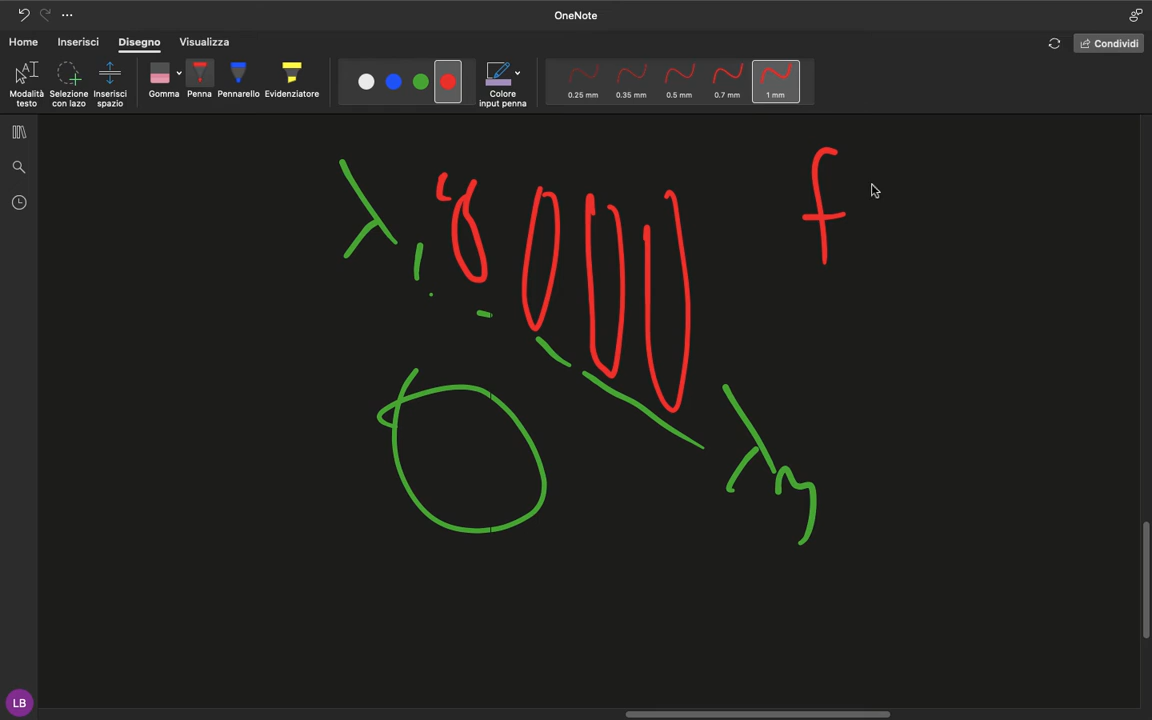 OneNote
Home Inserisci Disegno Visualizza
Condividi
Modalità testo
Selezione con lazo
Inserisci spazio
Gomma
Penna
Pennarello
Evidenziatore
Colore input penna
0.25 mm
0.35 mm
0.5 mm
0.7 mm
1 mm
λ1
f
λ
LB